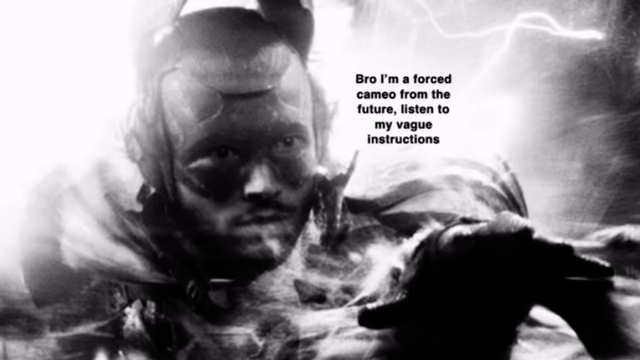 Bro I'm a forced
cameo from the
future, listen to
my vague
instructions